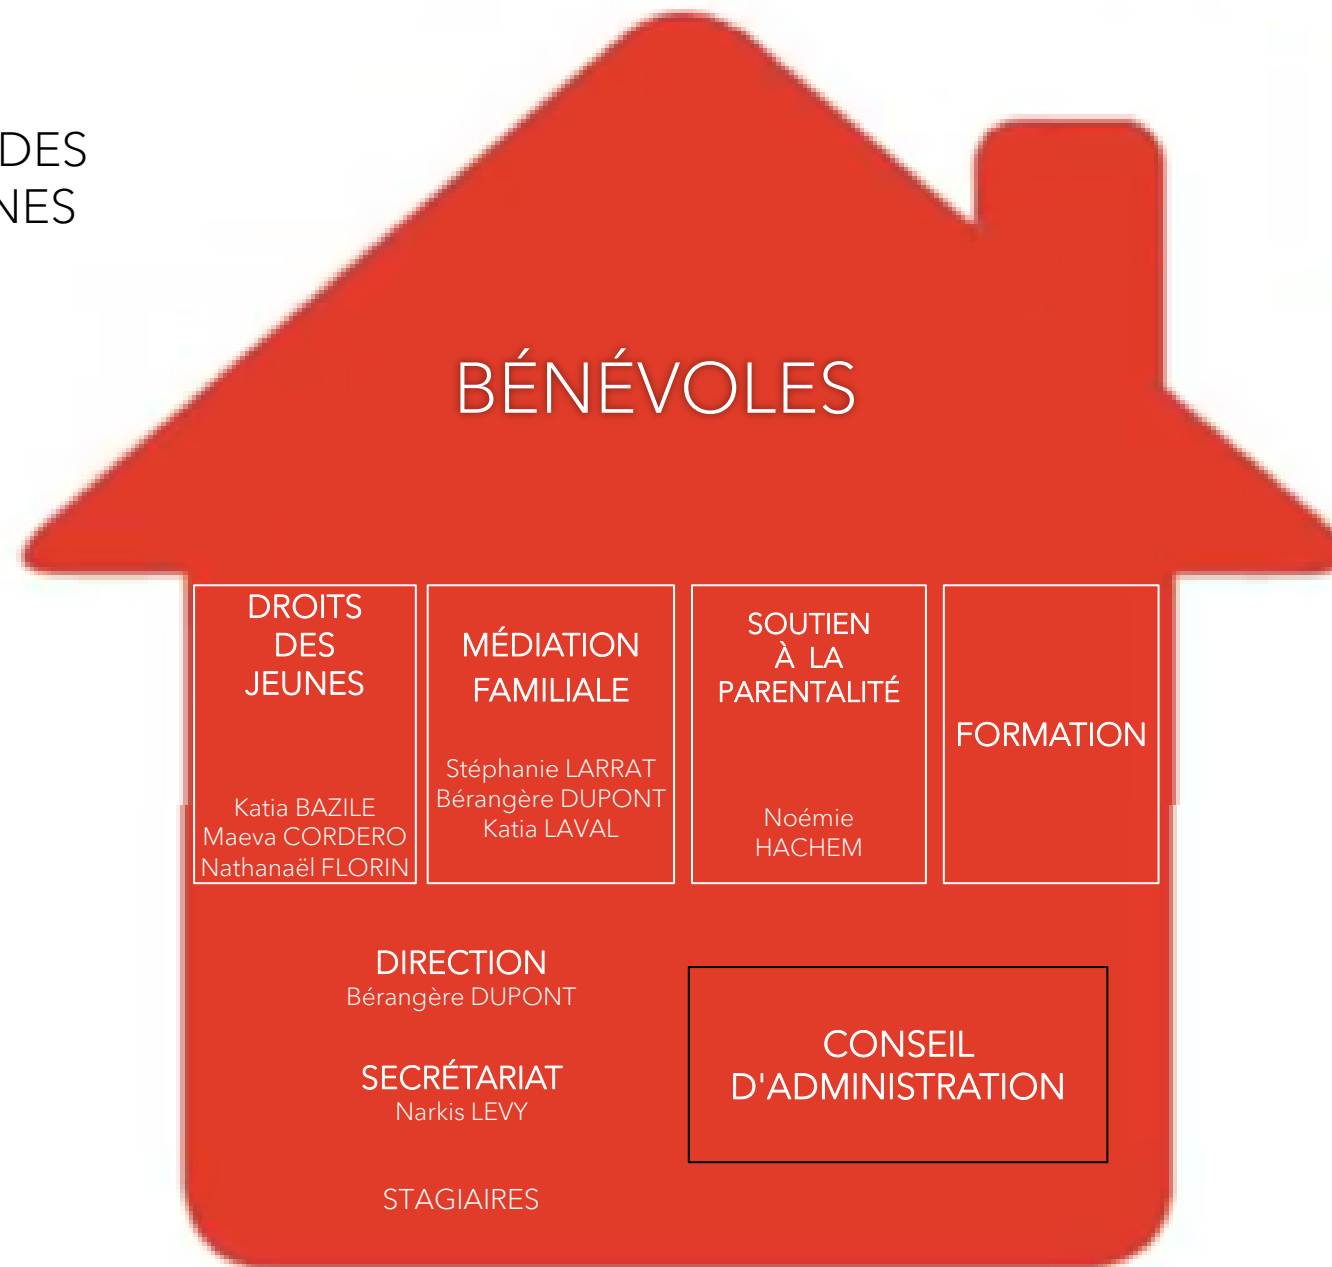 DES
NES
BÉNÉVOLES
DROITS
DES
JEUNES
Katia BAZILE
Maeva CORDERO
Nathanaël FLORIN
MÉDIATION
FAMILIALE
Stéphanie LARRAT
Bérangère DUPONT
Katia LAVAL
SOUTIEN
À LA
PARENTALITÉ
Noémie
HACHEM
FORMATION
DIRECTION
Bérangère DUPONT
SECRÉTARIAT
Narkis LEVY
STAGIAIRES
CONSEIL
D'ADMINISTRATION